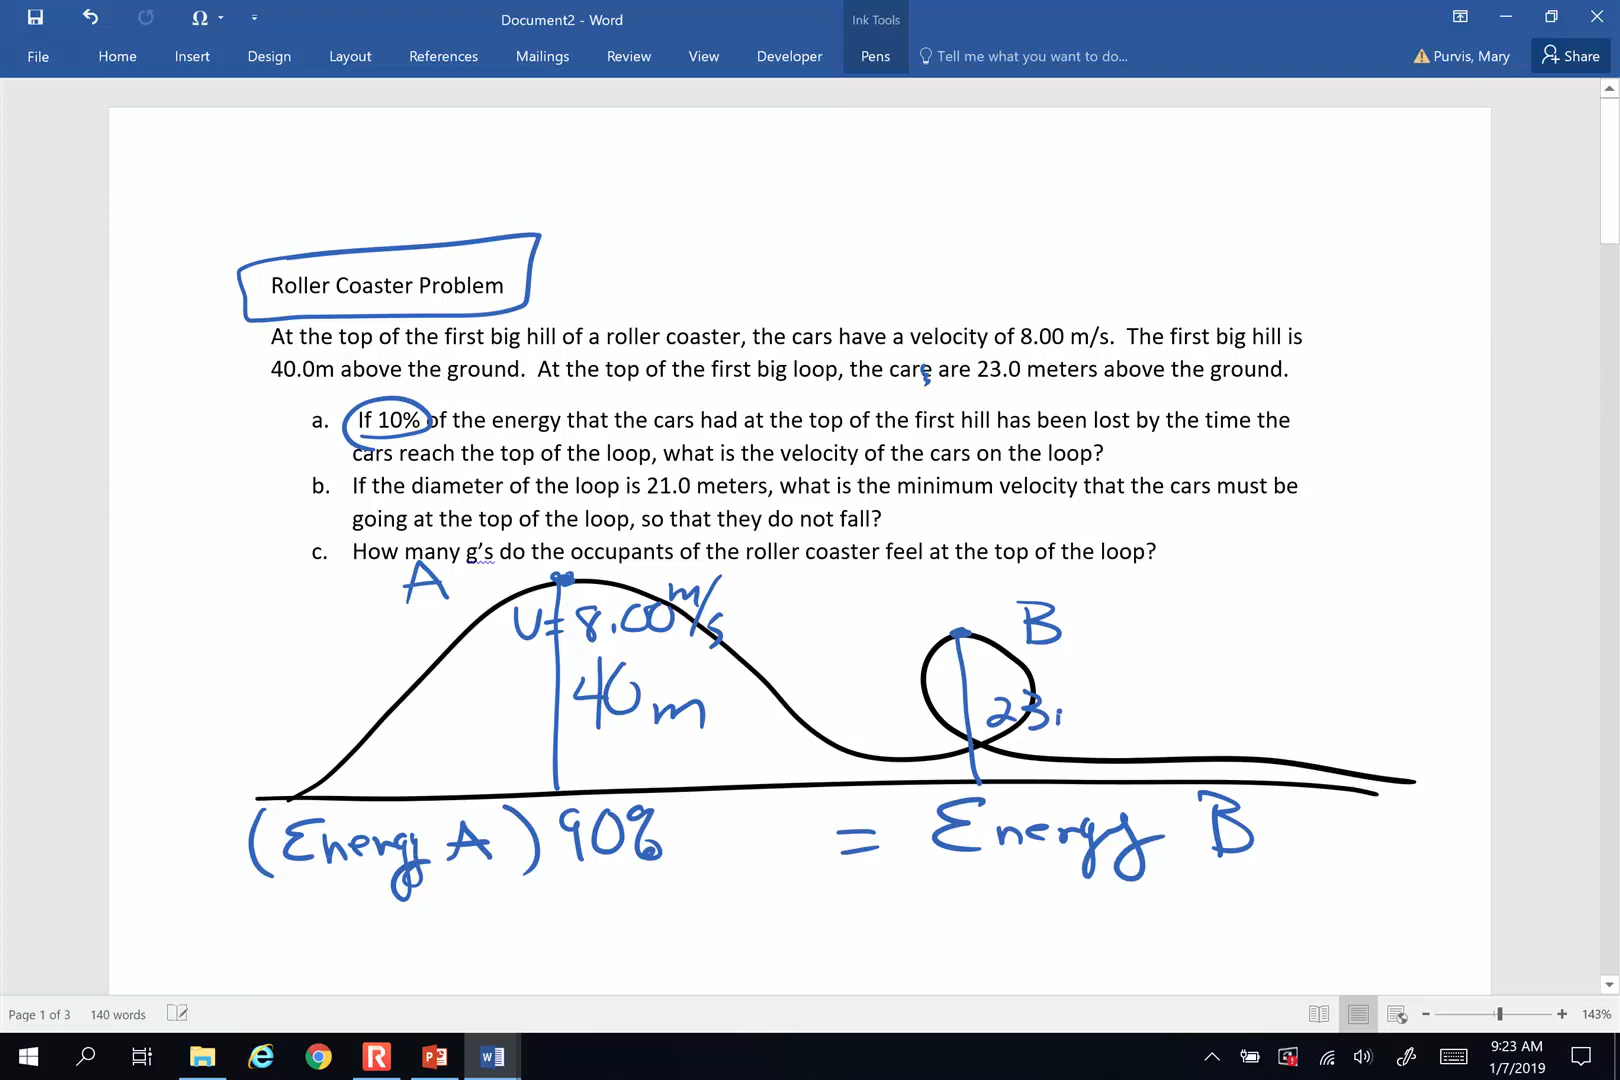 Document2 - Word
Ink Tools
File Home Insert Design Layout References Mailings Review View Developer Pens Tell me what you want to do... Purvis, Mary Share
Roller Coaster Problem
At the top of the first big hill of a roller coaster, the cars have a velocity of 8.00 m/s. The first big hill is
40.0m above the ground. At the top of the first big loop, the cars are 23.0 meters above the ground.
a. If 10% of the energy that the cars had at the top of the first hill has been lost by the time the
cars reach the top of the loop, what is the velocity of the cars on the loop?
b. If the diameter of the loop is 21.0 meters, what is the minimum velocity that the cars must be
going at the top of the loop, so that they do not fall?
c. How many g's do the occupants of the roller coaster feel at the top of the loop?
A
v = 8.00 m/s
B
40 m
23
(Energy A) 90% = Energy B
Page 1 of 3 140 words
143%
9:23 AM
1/7/2019